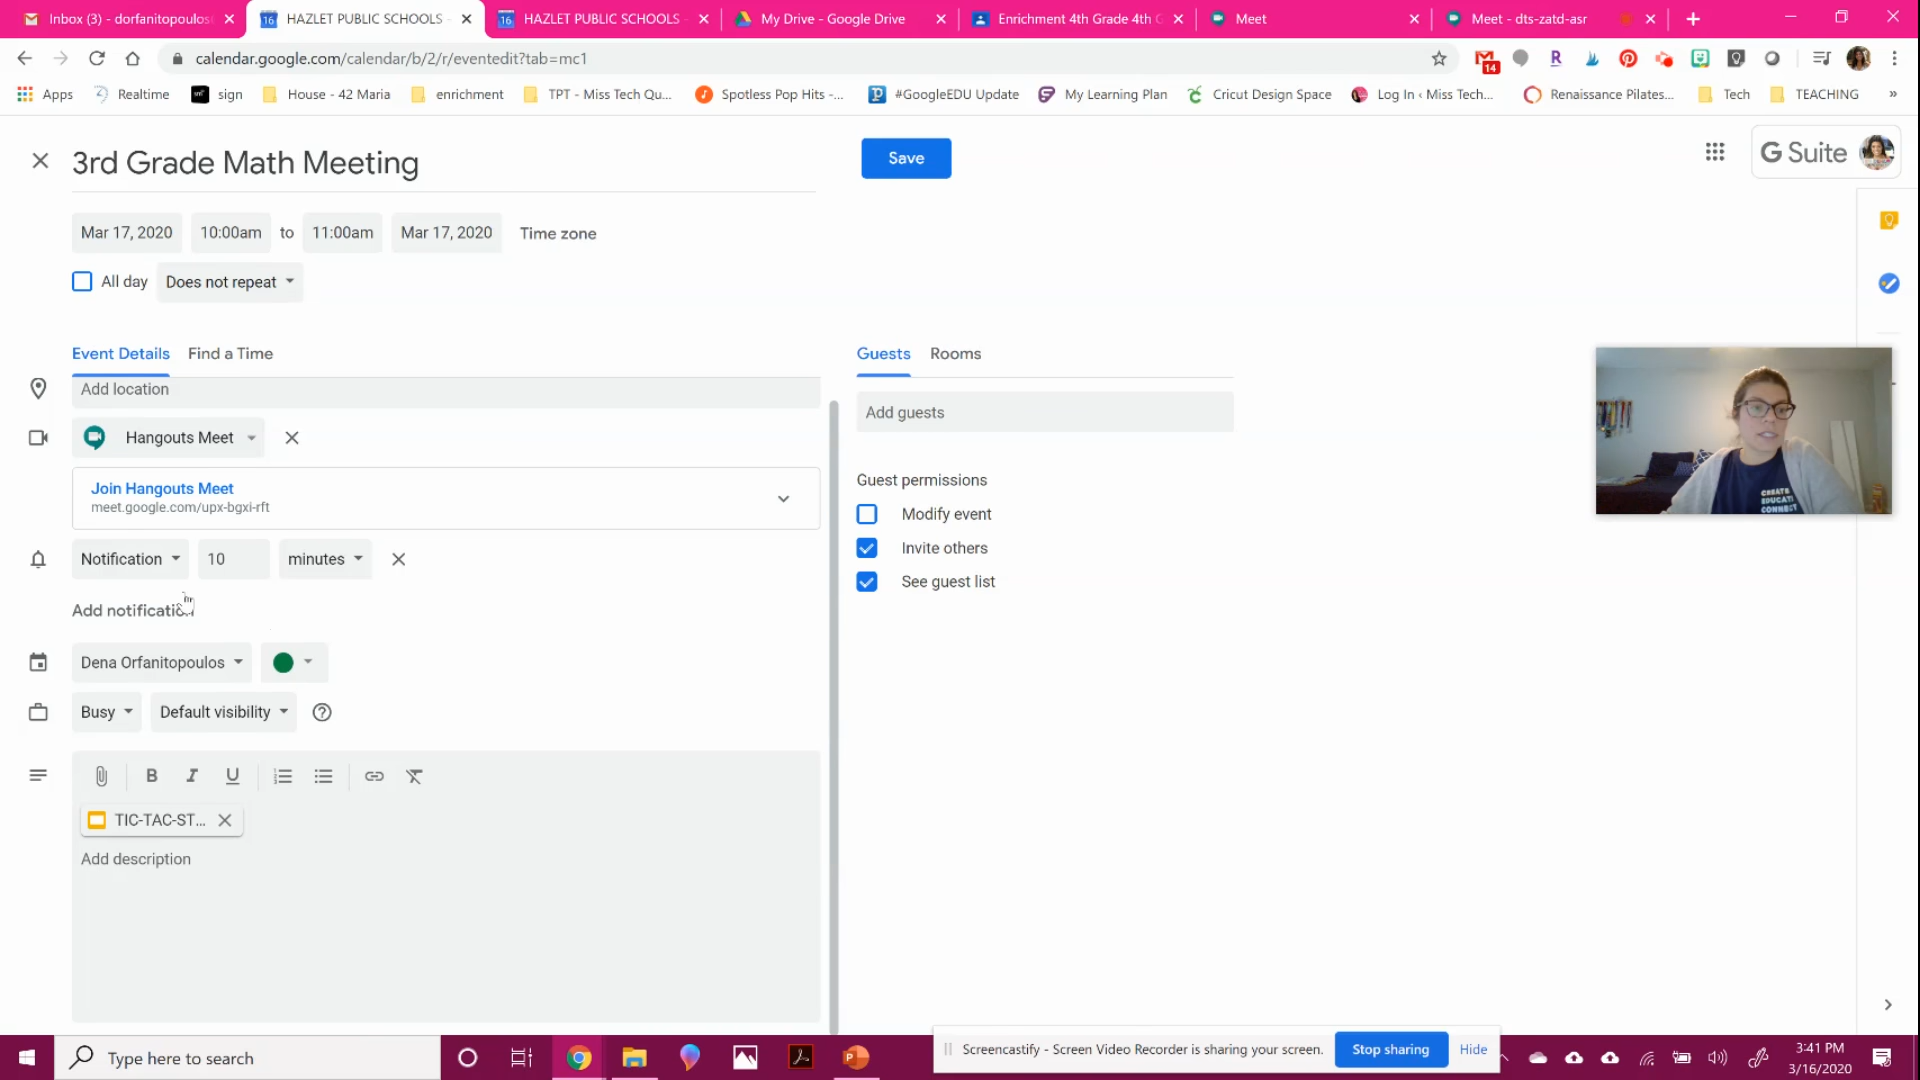 Inbox (3) - dorfanitopoulos
HAZLET PUBLIC SCHOOLS -
HAZLET PUBLIC SCHOOLS -
My Drive - Google Drive
Enrichment 4th Grade 4th G
Meet
Meet - dts-zatd-asr
calendar.google.com/calendar/b/2/r/eventedit?tab=mc1
14
Apps
Realtime
sign
House - 42 Maria
enrichment
TPT - Miss Tech Qu...
Spotless Pop Hits -...
#GoogleEDU Update
My Learning Plan
Cricut Design Space
Log In ‹ Miss Tech...
Renaissance Pilates...
Tech
TEACHING
»
3rd Grade Math Meeting
Save
G Suite
Mar 17, 2020 10:00am to 11:00am Mar 17, 2020 Time zone
All day Does not repeat
Event Details Find a Time
Guests Rooms
Add location
Add guests
Hangouts Meet
Join Hangouts Meet
meet.google.com/upx-bgxi-rft
Guest permissions
Modify event
Invite others
See guest list
Notification 10 minutes
Add notification
Dena Orfanitopoulos
Busy Default visibility
B I U
TIC-TAC-ST...
Add description
CREATE
EDUCATE
CONNECT
Type here to search
Screencastify - Screen Video Recorder is sharing your screen.
Stop sharing
Hide
3:41 PM
3/16/2020